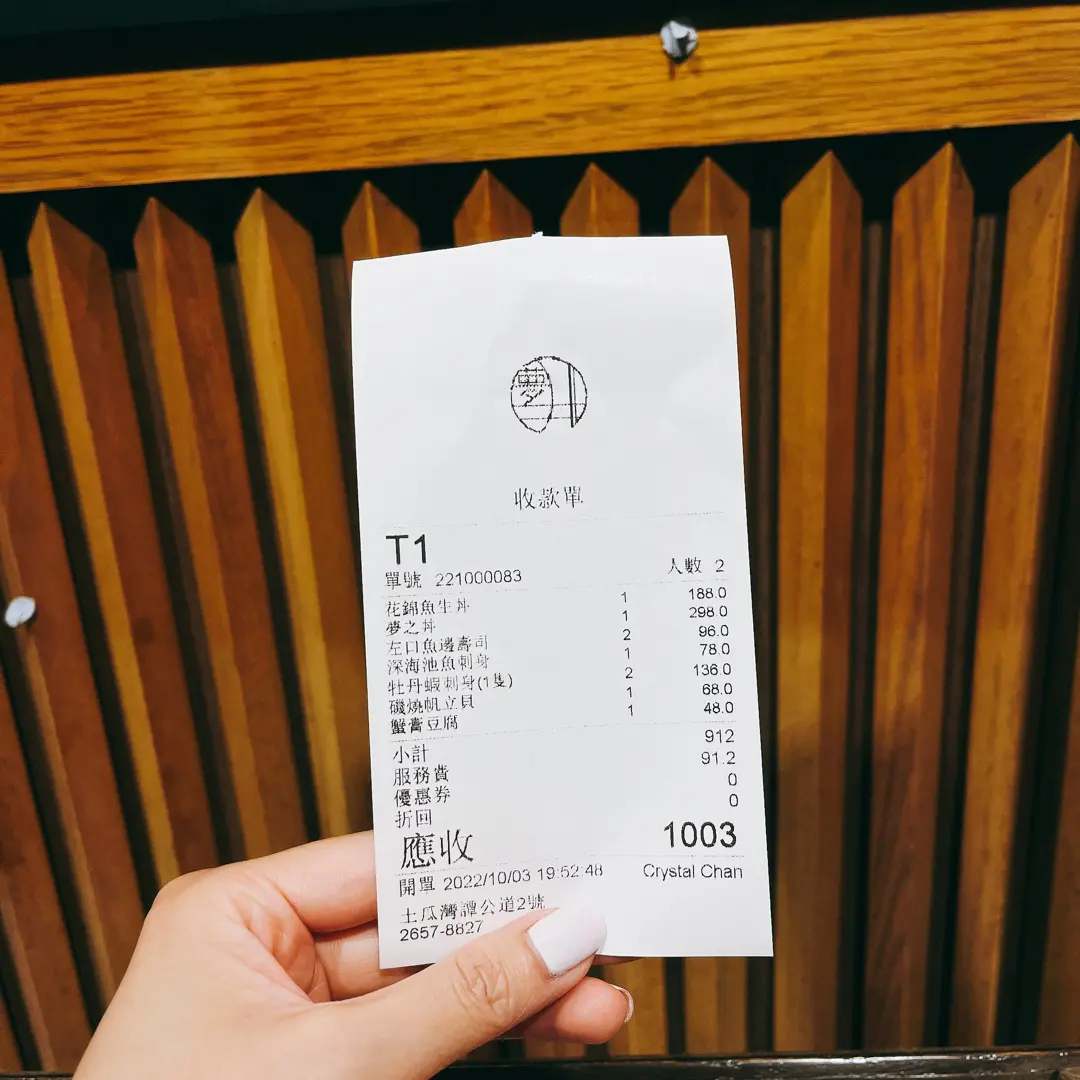 夢
收款單
T1
單號 221000083 人數 2
花錦魚生丼 1 188.0
夢之丼 1 298.0
左口魚邊壽司 2 96.0
深海池魚刺身 1 78.0
牡丹蝦刺身(1隻) 2 136.0
磯燒帆立貝 1 68.0
蟹膏豆腐 1 48.0
小計 912
服務費 91.2
優惠券 0
折回 0
應收 1003
開單 2022/10/03 19:52:48 Crystal Chan
土瓜灣譚公道2號
2657-8827